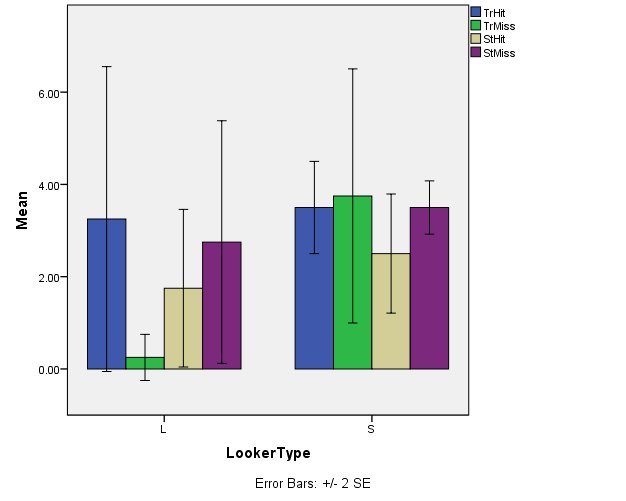 TrHit
TrMiss
StHit
StMiss
6.00
4.00
2.00
0.00
Mean
L
S
LookerType
Error Bars: +/- 2 SE